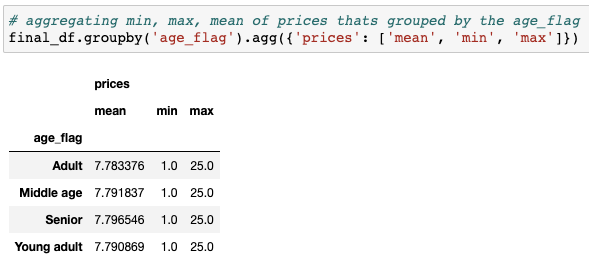 # aggregating min, max, mean of prices thats grouped by the age_flag
final_df.groupby('age_flag').agg({'prices': ['mean', 'min', 'max']})
prices
mean min max
age_flag
Adult 7.783376 1.0 25.0
Middle age 7.791837 1.0 25.0
Senior 7.796546 1.0 25.0
Young adult 7.790869 1.0 25.0